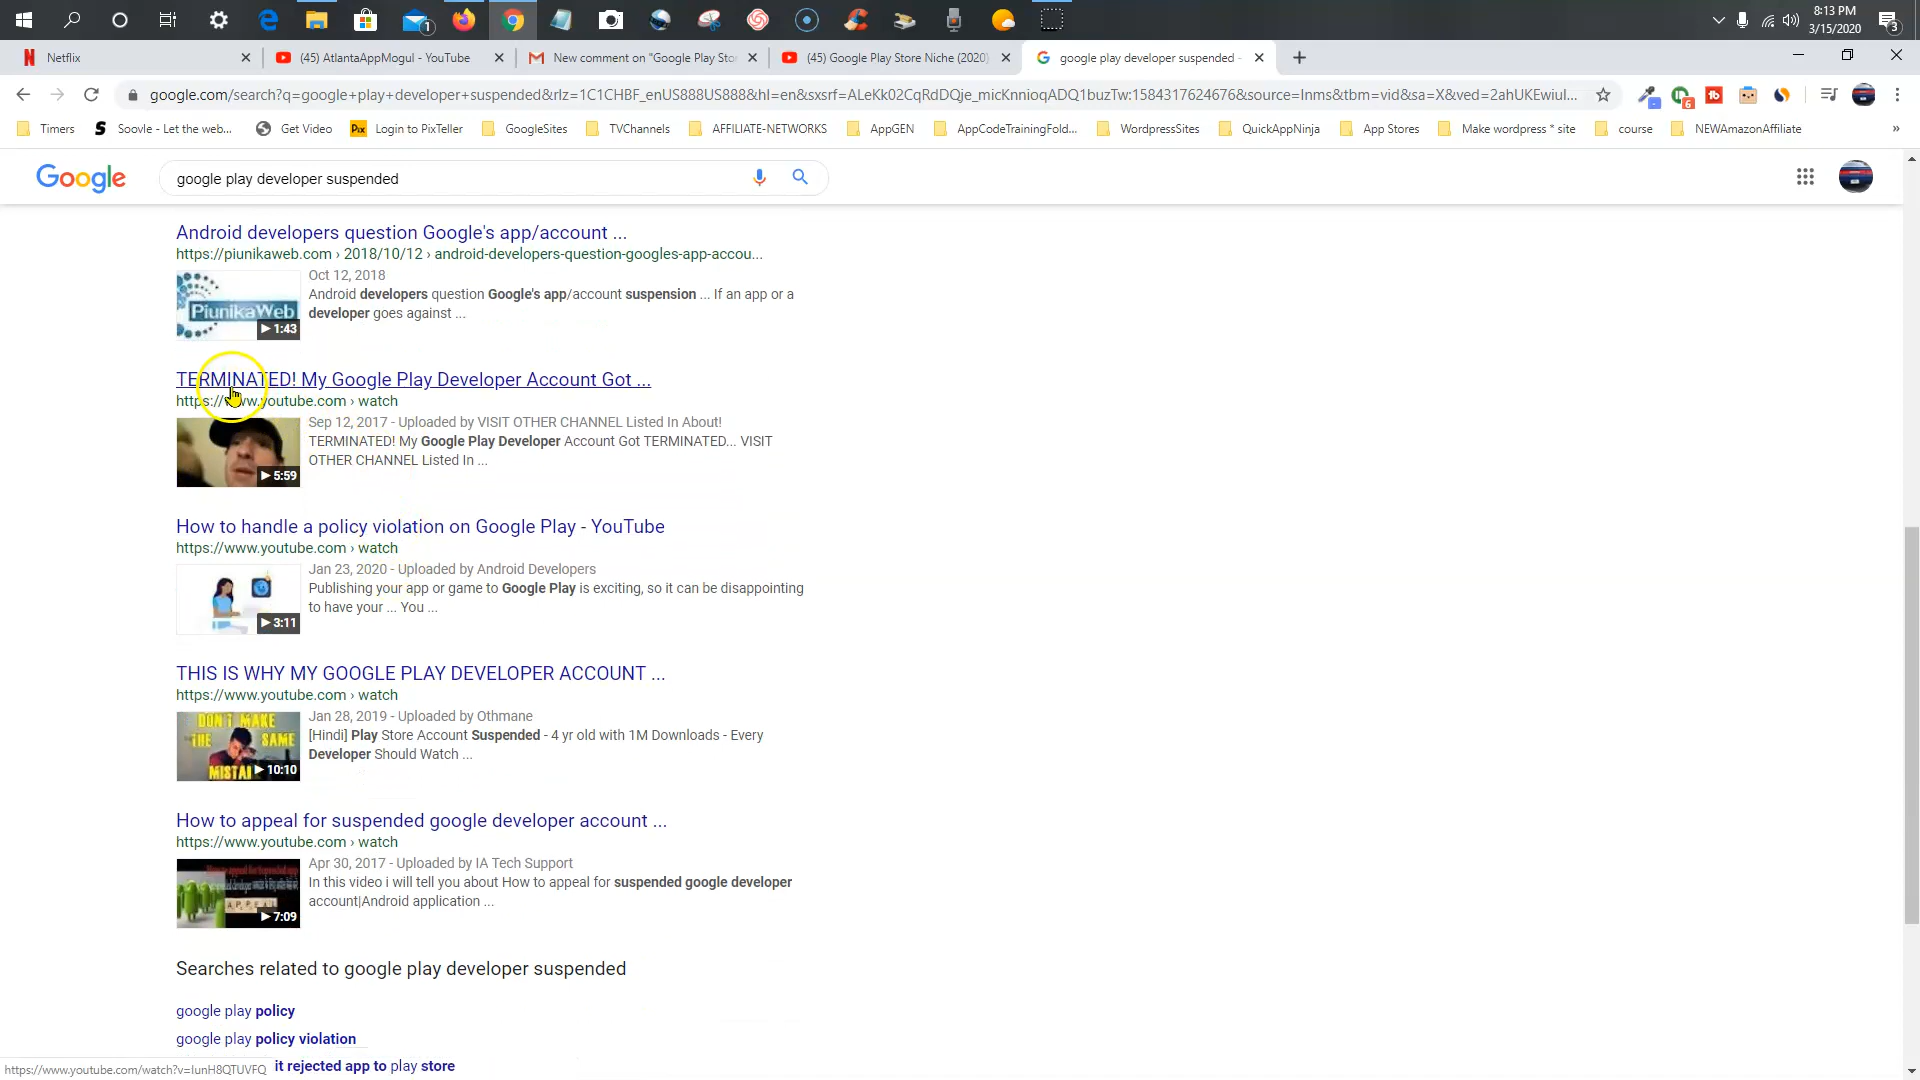 8:13 PM
3/15/2020
1
3
Netflix
(45) AtlantaAppMogul - YouTube
New comment on "Google Play Sto
(45) Google Play Store Niche (2020)
google play developer suspended -
google.com/search?q=google+play+developer+suspended&rlz=1C1CHBF_enUS888US888&hl=en&sxsrf=ALeKk02CqRdDQje_micKnnioqADQ1buzTw:1584317624676&source=lnms&tbm=vid&sa=X&ved=2ahUKEwiul...
6
Timers
Soovle - Let the web...
Get Video
Pix Login to PixTeller
GoogleSites
TVChannels
AFFILIATE-NETWORKS
AppGEN
AppCodeTrainingFold...
WordpressSites
QuickAppNinja
App Stores
Make wordpress * site
course
NEWAmazonAffiliate
»
Google
google play developer suspended
Android developers question Google's app/account ...
https://piunikaweb.com › 2018/10/12 › android-developers-question-googles-app-accou...
PiunikaWeb
1:43
Oct 12, 2018
Android developers question Google's app/account suspension ... If an app or a
developer goes against ...
TERMINATED! My Google Play Developer Account Got ...
https://www.youtube.com › watch
5:59
Sep 12, 2017 - Uploaded by VISIT OTHER CHANNEL Listed In About!
TERMINATED! My Google Play Developer Account Got TERMINATED... VISIT
OTHER CHANNEL Listed In ...
How to handle a policy violation on Google Play - YouTube
https://www.youtube.com › watch
3:11
Jan 23, 2020 - Uploaded by Android Developers
Publishing your app or game to Google Play is exciting, so it can be disappointing
to have your ... You ...
THIS IS WHY MY GOOGLE PLAY DEVELOPER ACCOUNT ...
https://www.youtube.com › watch
DON'T MAKE
THE SAME
MISTAK
10:10
Jan 28, 2019 - Uploaded by Othmane
[Hindi] Play Store Account Suspended - 4 yr old with 1M Downloads - Every
Developer Should Watch ...
How to appeal for suspended google developer account ...
https://www.youtube.com › watch
APPEAL
7:09
Apr 30, 2017 - Uploaded by IA Tech Support
In this video i will tell you about How to appeal for suspended google developer
account|Android application ...
Searches related to google play developer suspended
google play policy
google play policy violation
it rejected app to play store
https://www.youtube.com/watch?v=IunH8QTUVFQ